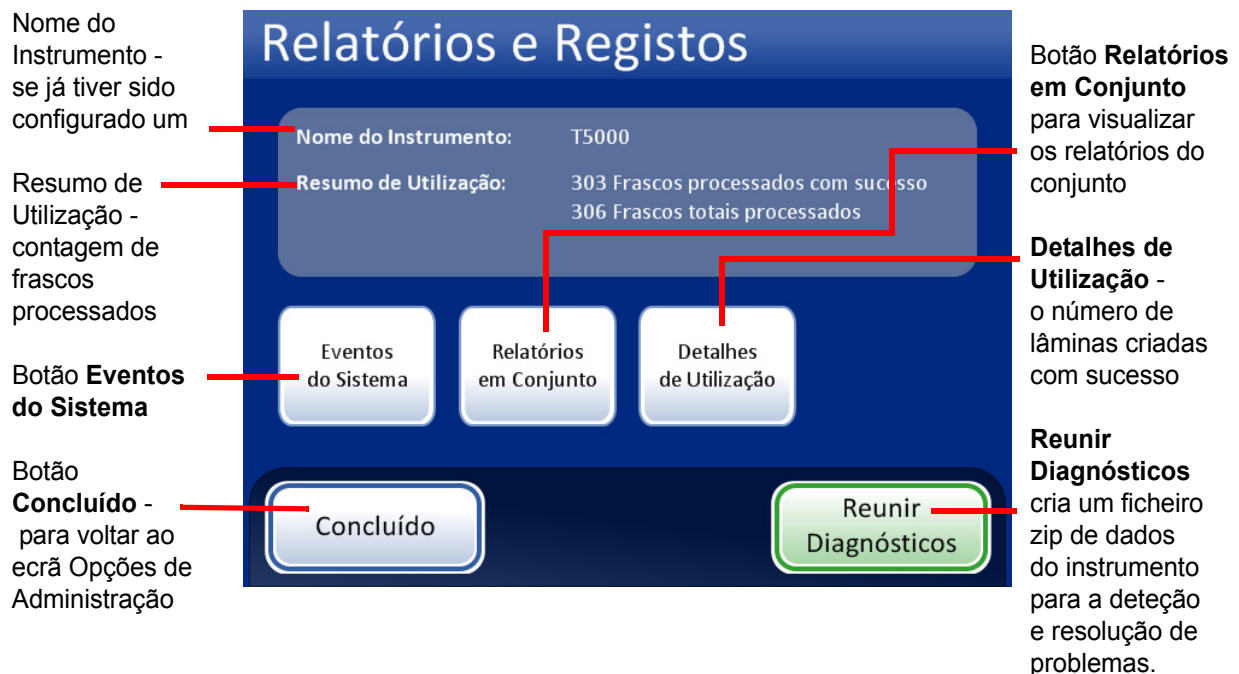 Nome do
Instrumento -
se já tiver sido
configurado um
Resumo de
Utilização -
contagem de
frascos
processados
Botão Eventos
do Sistema
Botão
Concluído -
para voltar ao
ecrã Opções de
Administração
Relatórios e Registos
Nome do Instrumento: T5000
Resumo de Utilização: 303 Frascos processados com sucesso
306 Frascos totais processados
Eventos
do Sistema
Relatórios
em Conjunto
Detalhes
de Utilização
Concluído
Reunir
Diagnósticos
Botão Relatórios
em Conjunto
para visualizar
os relatórios do
conjunto
Detalhes de
Utilização -
o número de
lâminas criadas
com sucesso
Reunir
Diagnósticos
cria um ficheiro
zip de dados
do instrumento
para a deteção
e resolução de
problemas.